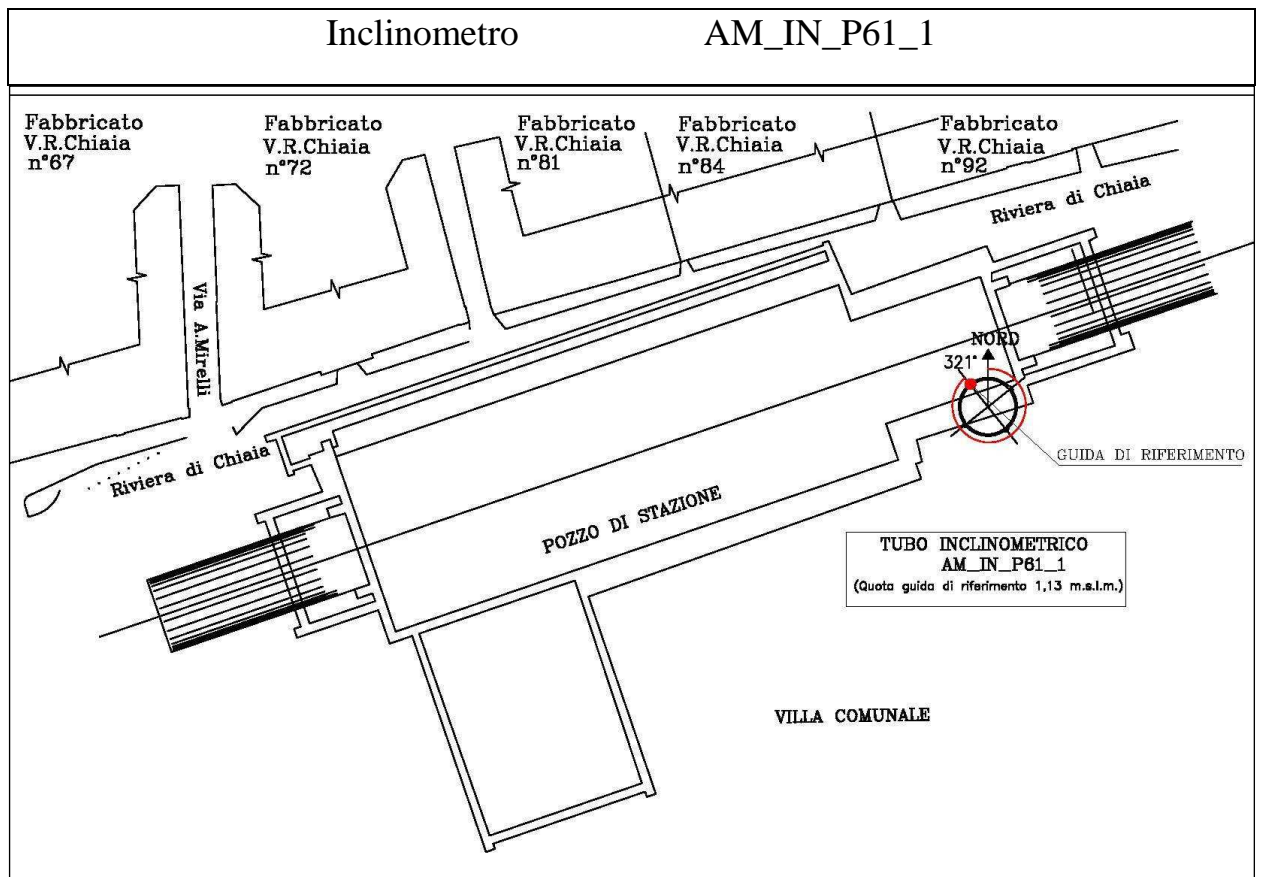 Inclinometro AM_IN_P61_1
Fabbricato
V.R.Chiaia
n°67
Fabbricato
V.R.Chiaia
n°72
Fabbricato
V.R.Chiaia
n°81
Fabbricato
V.R.Chiaia
n°84
Fabbricato
V.R.Chiaia
n°92
Riviera di Chiaia
Via A.Mirelli
NORD
321°
GUIDA DI RIFERIMENTO
Riviera di Chiaia
POZZO DI STAZIONE
TUBO INCLINOMETRICO
AM_IN_P61_1
(Quota guida di riferimento 1,13 m.s.l.m.)
VILLA COMUNALE